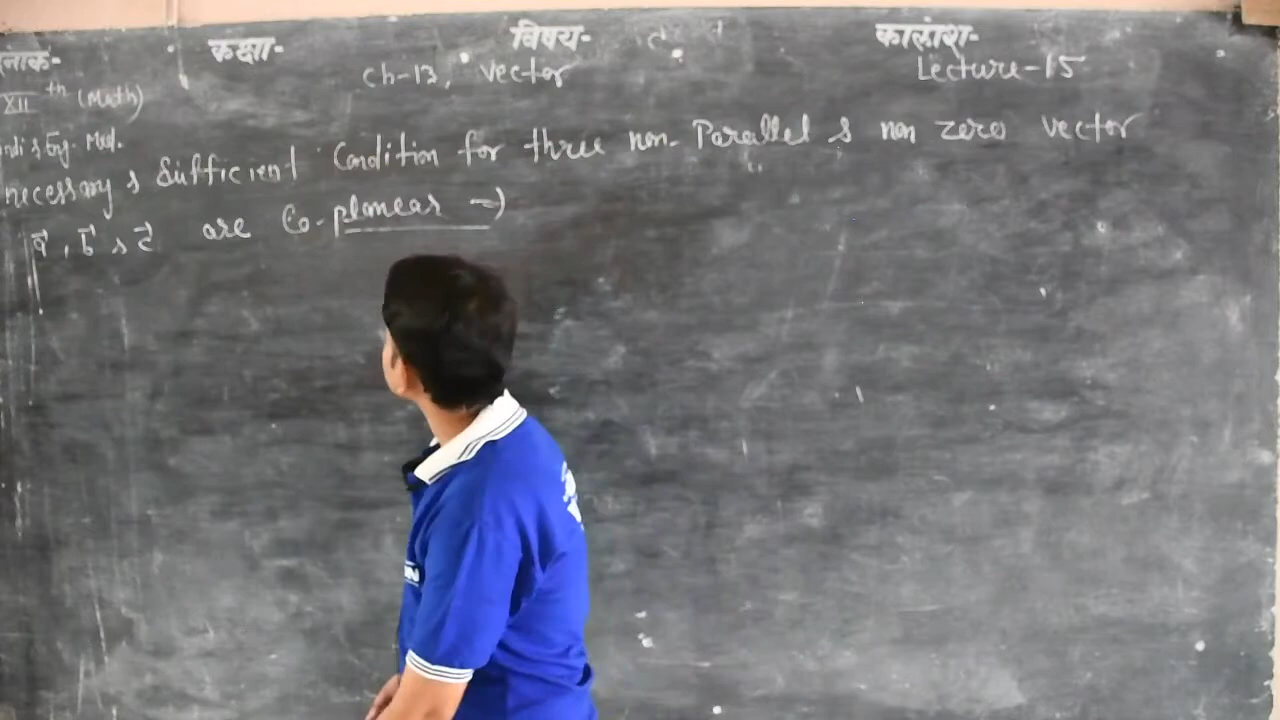 नांक- कक्षा- विषय- कालांश-
XII th (Math) Ch-13, vector Lecture-15
ndi & Eng. Med.
necessary & Sufficient Condition for three non-Parallel & non zero vector
a⃗, b⃗ & c⃗ are Co-planear →